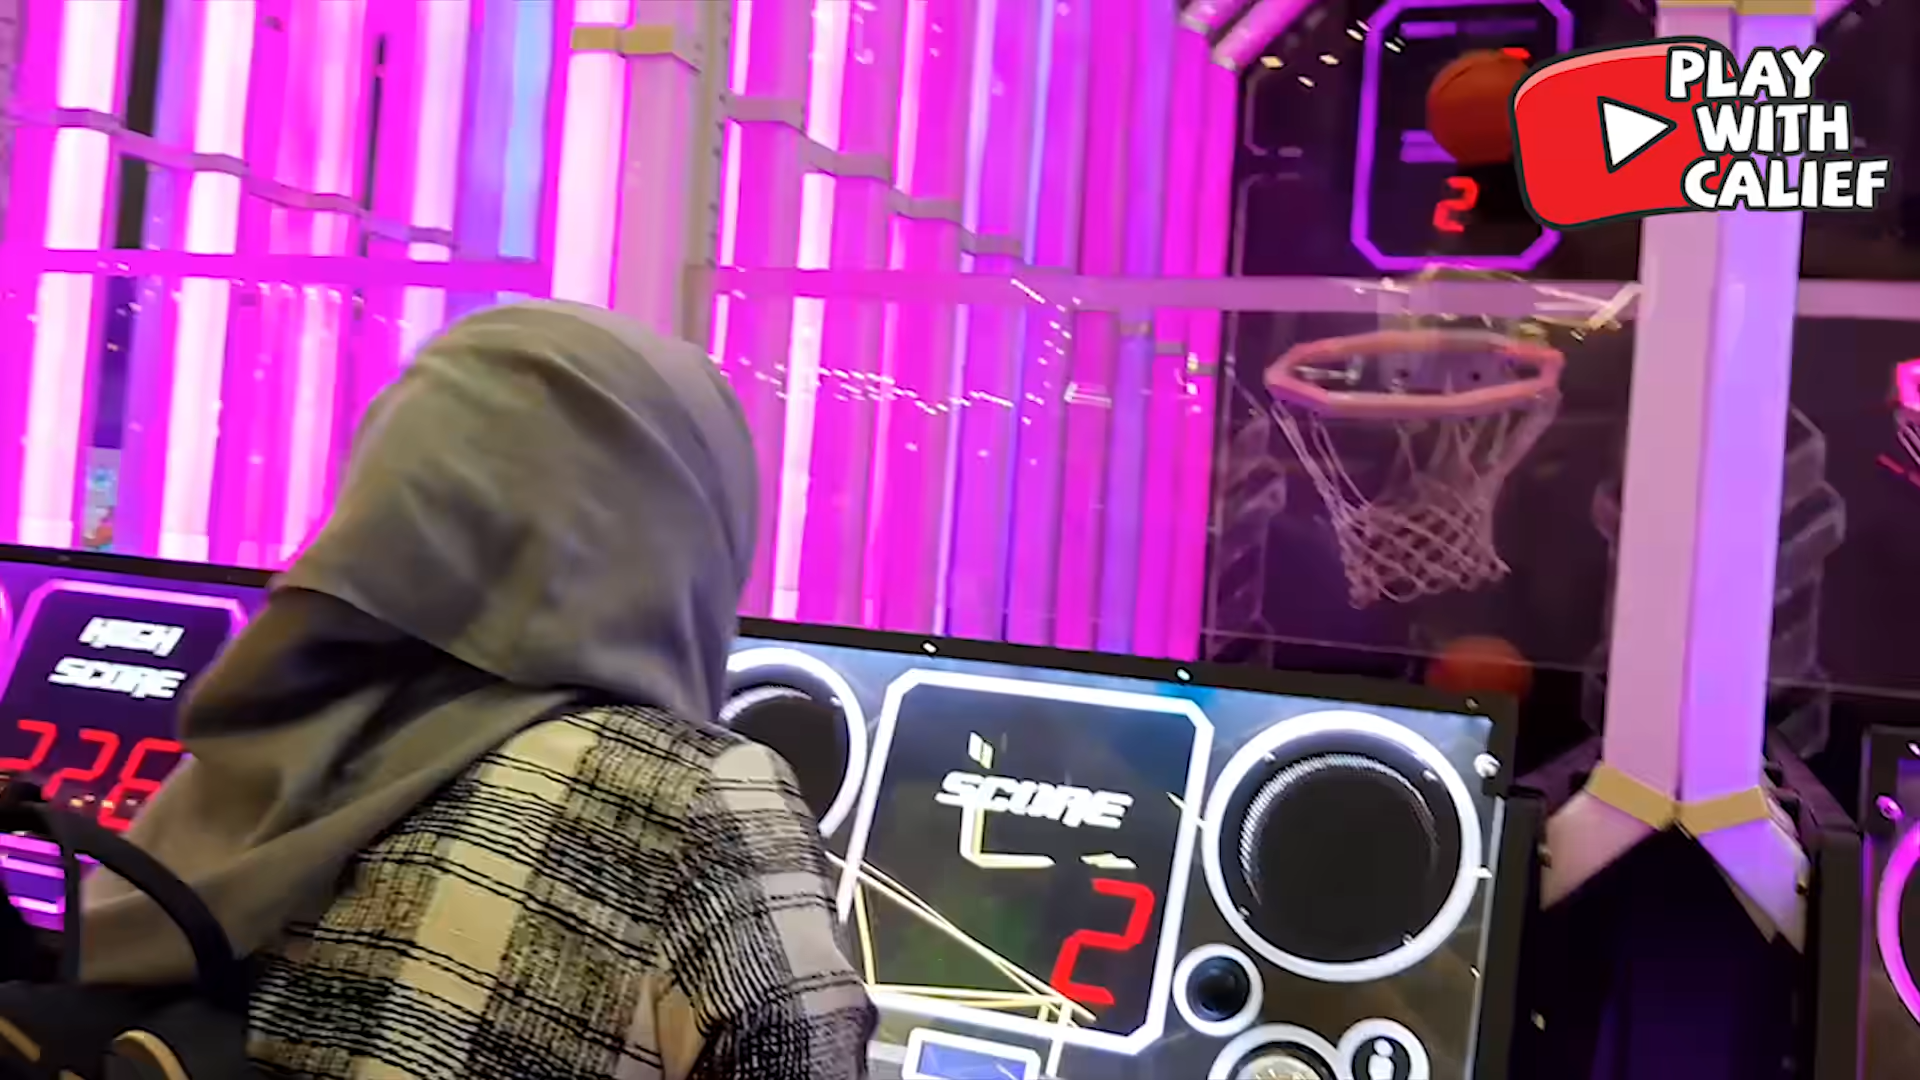 PLAY
WITH
CALIEF
2
HIGH
SCORE
226
SCORE
2